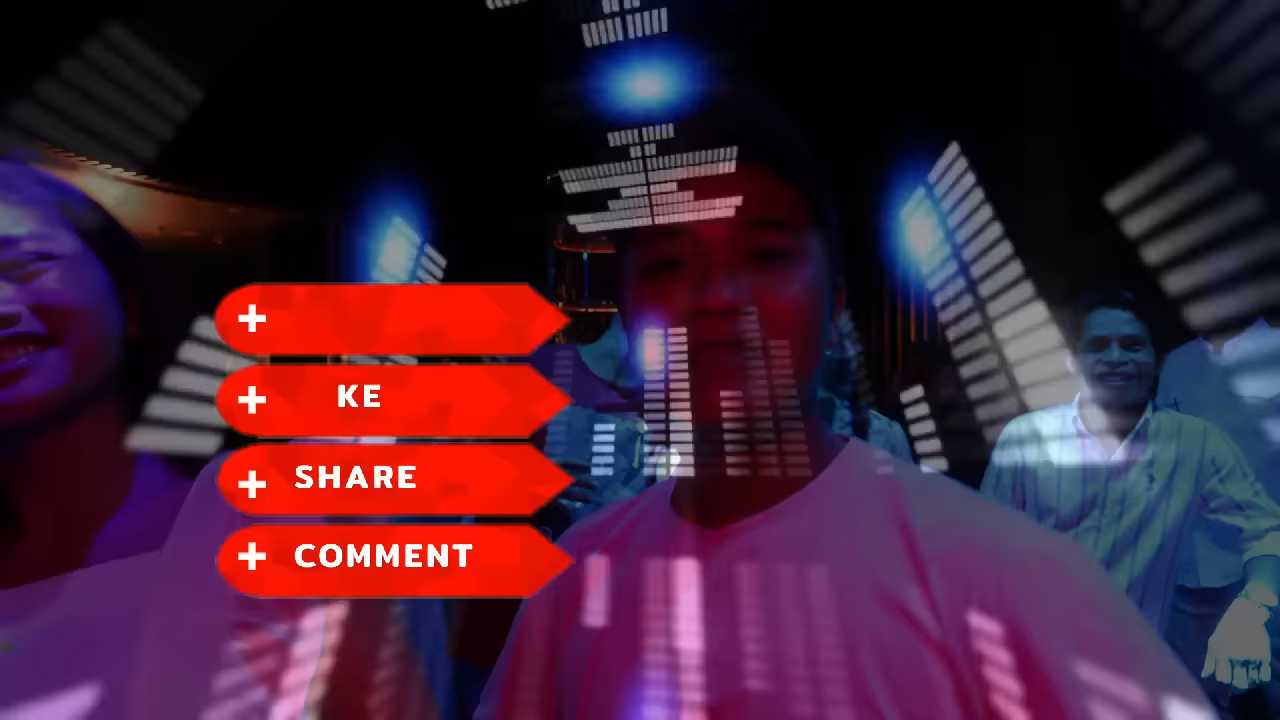 +
+ KE
+ SHARE
+ COMMENT